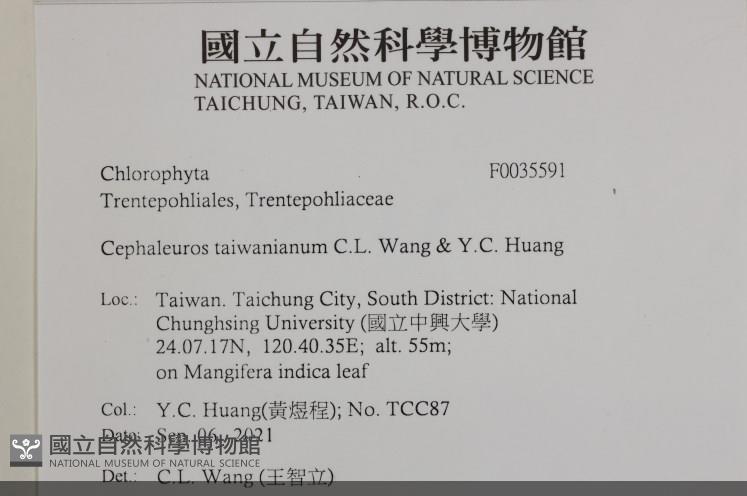 國立自然科學博物館
NATIONAL MUSEUM OF NATURAL SCIENCE
TAICHUNG, TAIWAN, R.O.C.
Chlorophyta F0035591
Trentepohliales, Trentepohliaceae
Cephaleuros taiwanianum C.L. Wang & Y.C. Huang
Loc.: Taiwan. Taichung City, South District: National
Chunghsing University (國立中興大學)
24.07.17N, 120.40.35E; alt. 55m;
on Mangifera indica leaf
Col.: Y.C. Huang(黃煜程); No. TCC87
Date: Sep. 06, 2021
國立自然科學博物館
NATIONAL MUSEUM OF NATURAL SCIENCE
Det.: C.L. Wang (王智立)